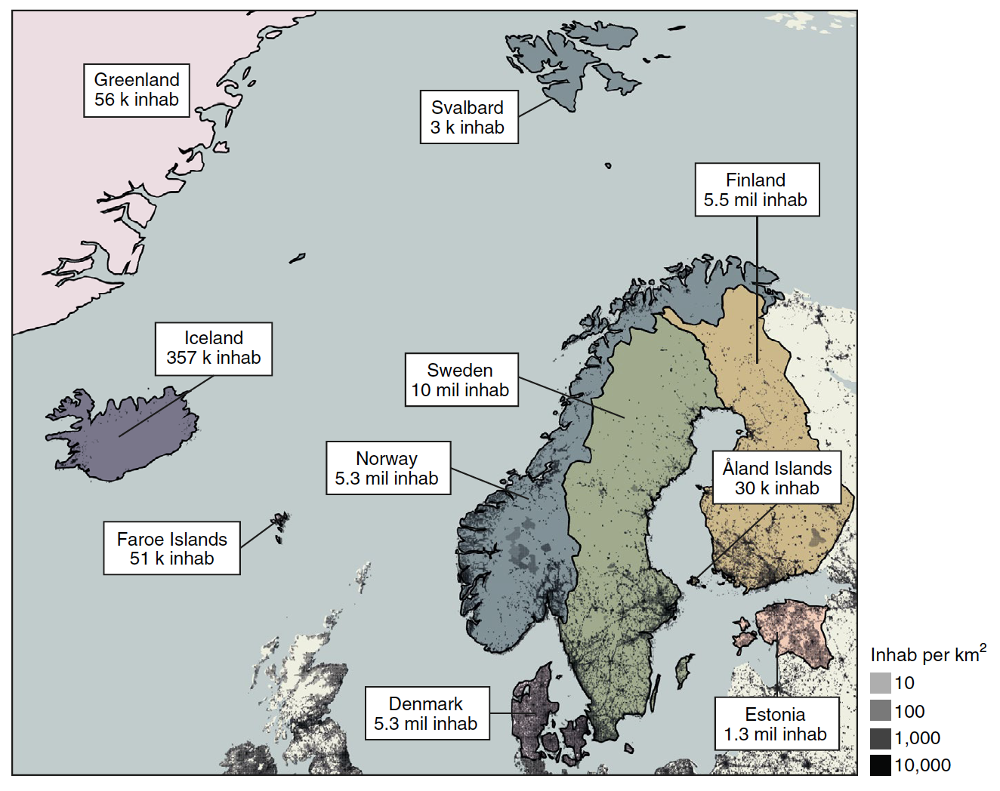 Greenland
56 k inhab
Svalbard
3 k inhab
Finland
5.5 mil inhab
Iceland
357 k inhab
Sweden
10 mil inhab
Norway
5.3 mil inhab
Åland Islands
30 k inhab
Faroe Islands
51 k inhab
Denmark
5.3 mil inhab
Estonia
1.3 mil inhab
Inhab per km²
10
100
1,000
10,000